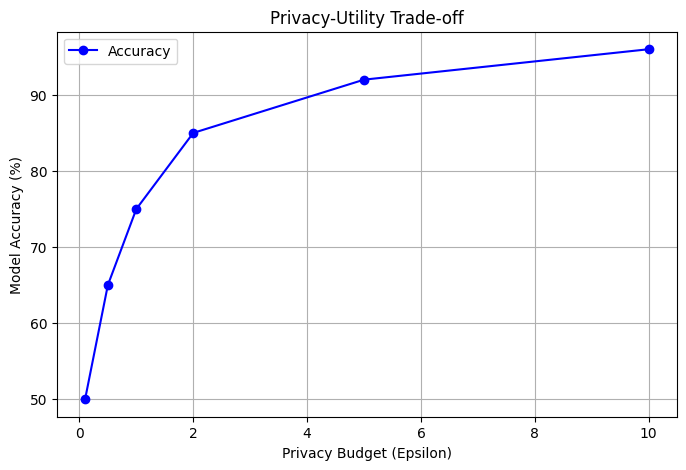 Privacy-Utility Trade-off
Accuracy
Model Accuracy (%)
90
80
70
60
50
0 2 4 6 8 10
Privacy Budget (Epsilon)